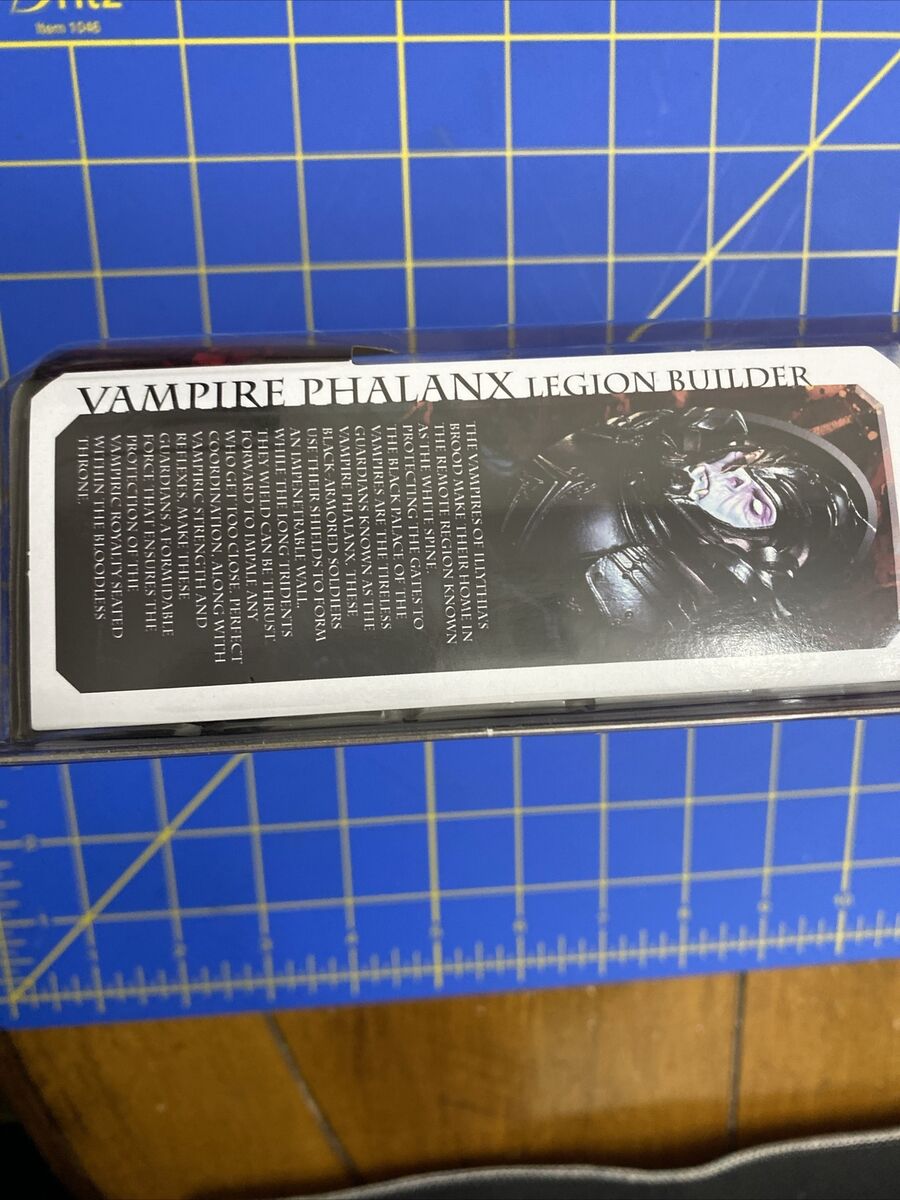 Item 1046
VAMPIRE PHALANX LEGION BUILDER
THE VAMPIRES OF ILLYTHIA'S
BROOD MAKE THEIR HOME IN
THE REMOTE REGION KNOWN
AS THE WHITE SPINE.
PROTECTING THE GATES TO
THE BLACK PALACE OF THE
VAMPIRES ARE THE TIRELESS
GUARDIANS KNOWN AS THE
VAMPIRE PHALANX. THESE
BLACK-ARMORED SOLDIERS
USE THEIR SHIELDS TO FORM
AN IMPENETRABLE WALL,
WHILE THE LONG TRIDENTS
THEY WIELD CAN BE THRUST
FORWARD TO IMPALE ANY
WHO GET TOO CLOSE. PERFECT
COORDINATION, ALONG WITH
VAMPIRIC STRENGTH AND
REFLEXES, MAKE THESE
GUARDIANS A FORMIDABLE
FORCE THAT ENSURES THE
PROTECTION OF THE
VAMPIRIC ROYALTY SEATED
WITHIN THE BLOODLESS
THRONE.